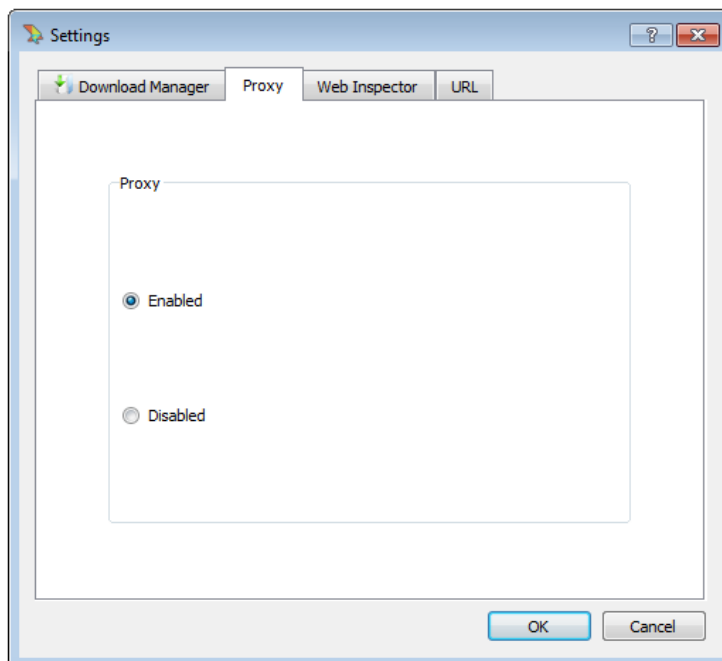 Settings
Download Manager Proxy Web Inspector URL
Proxy
Enabled
Disabled
OK Cancel